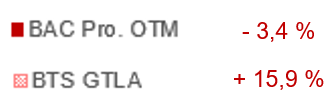 BAC Pro. OTM - 3,4 %
BTS GTLA + 15,9 %